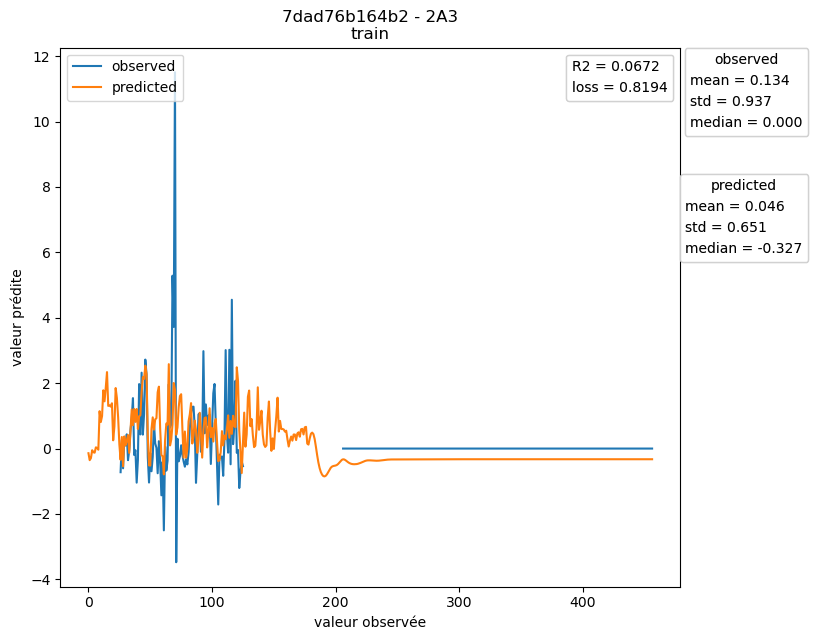 7dad76b164b2 - 2A3
train
observed
predicted
R2 = 0.0672
loss = 0.8194
observed
mean = 0.134
std = 0.937
median = 0.000
predicted
mean = 0.046
std = 0.651
median = -0.327
valeur prédite
12
10
8
6
4
2
0
−2
−4
0
100
200
300
400
valeur observée